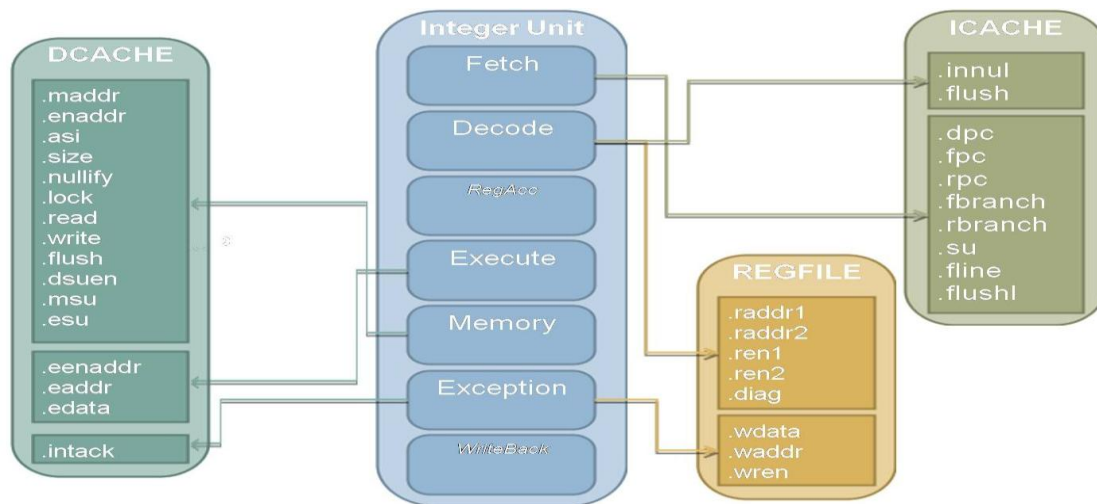 DCACHE
.maddr
.enaddr
.asi
.size
.nullify
.lock
.read
.write
.flush
.dsuen
.msu
.esu
.eenaddr
.eaddr
.edata
.intack
Integer Unit
Fetch
Decode
RegAcc
Execute
Memory
Exception
WriteBack
ICACHE
.innul
.flush
.dpc
.fpc
.rpc
.fbranch
.rbranch
.su
.fline
.flushl
REGFILE
.raddr1
.raddr2
.ren1
.ren2
.diag
.wdata
.waddr
.wren